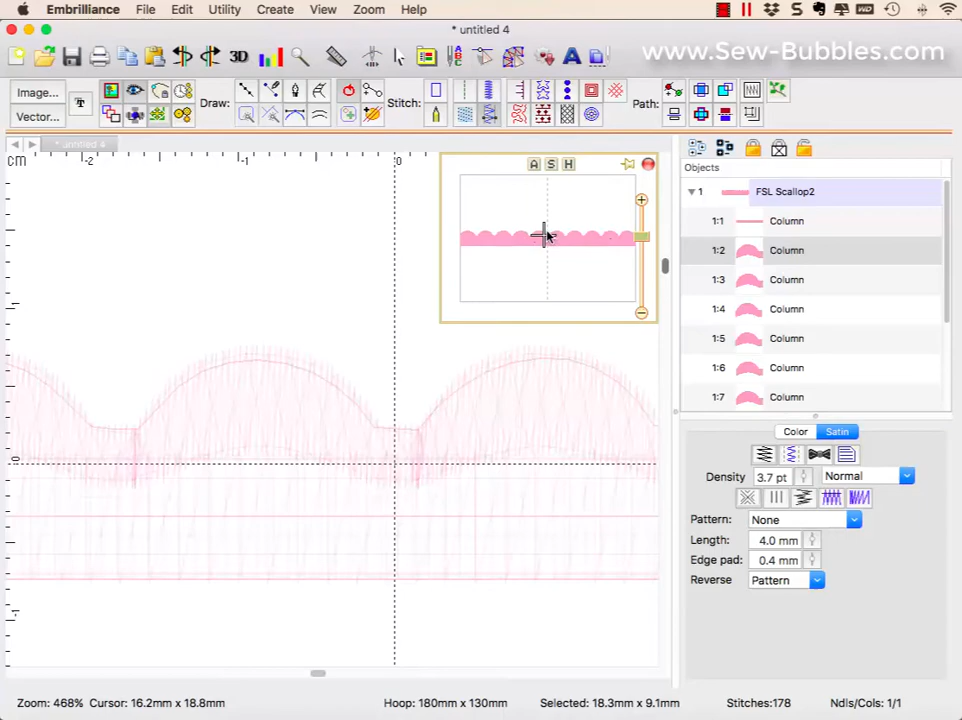 Embrilliance File Edit Utility Create View Zoom Help
* untitled 4
3D
A
www.Sew-Bubbles.com
Image...
Vector...
T
Draw:
Stitch:
Path:
* untitled 4
cm -2 -1 0
A S H
Objects
1 FSL Scallop2
1:1 Column
1:2 Column
1:3 Column
1:4 Column
1:5 Column
1:6 Column
1:7 Column
Color Satin
Density 3.7 pt Normal
Pattern: None
Length: 4.0 mm
Edge pad: 0.4 mm
Reverse Pattern
Zoom: 468% Cursor: 16.2mm x 18.8mm Hoop: 180mm x 130mm Selected: 18.3mm x 9.1mm Stitches:178 Ndls/Cols: 1/1